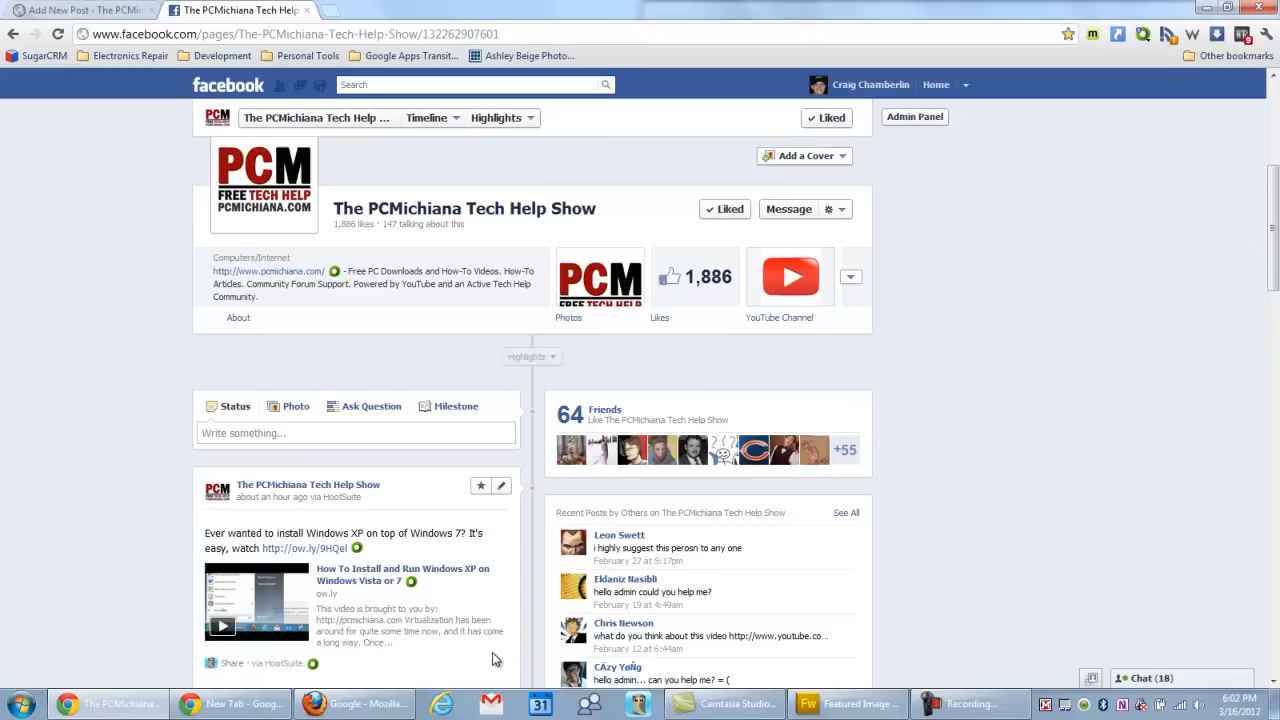 Add New Post ‹ The PCMi
The PCMichiana Tech Help
www.facebook.com/pages/The-PCMichiana-Tech-Help-Show/132262907601
SugarCRM
Electronics Repair
Development
Personal Tools
Google Apps Transit...
Ashley Beige Photo...
Other bookmarks
facebook
Search
Craig Chamberlin
Home
PCM
The PCMichiana Tech Help ...
Timeline
Highlights
Liked
Admin Panel
Add a Cover
PCM
FREE TECH HELP
PCMICHIANA.COM
The PCMichiana Tech Help Show
1,886 likes · 147 talking about this
Liked
Message
Computers/Internet
http://www.pcmichiana.com/ - Free PC Downloads and How-To Videos. How-To
Articles. Community Forum Support. Powered by YouTube and an Active Tech Help
Community.
About
PCM
FREE TECH HELP
Photos
1,886
Likes
YouTube Channel
Highlights
Status
Photo
Ask Question
Milestone
Write something...
64
Friends
Like The PCMichiana Tech Help Show
+55
PCM
The PCMichiana Tech Help Show
about an hour ago via HootSuite
Ever wanted to install Windows XP on top of Windows 7? It's
easy, watch http://ow.ly/9HQel
How To Install and Run Windows XP on
Windows Vista or 7
ow.ly
This video is brought to you by:
http://pcmichiana.com Virtualization has been
around for quite some time now, and it has come
a long way. Once...
Share · via HootSuite
Recent Posts by Others on The PCMichiana Tech Help Show
See All
Leon Swett
i highly suggest this perosn to any one
February 27 at 5:17pm
Eldaniz Nasibli
hello admin could you help me?
February 19 at 4:49am
Chris Newson
what do you think about this video http://www.youtube.co...
February 12 at 6:44am
CÄzy YøÑg
hello admin... can you help me? = (
Chat (18)
The PCMichiana...
New Tab - Goog...
Google - Mozilla...
31
Camtasia Studio...
Featured Image ...
Recording...
6:02 PM
3/16/2012